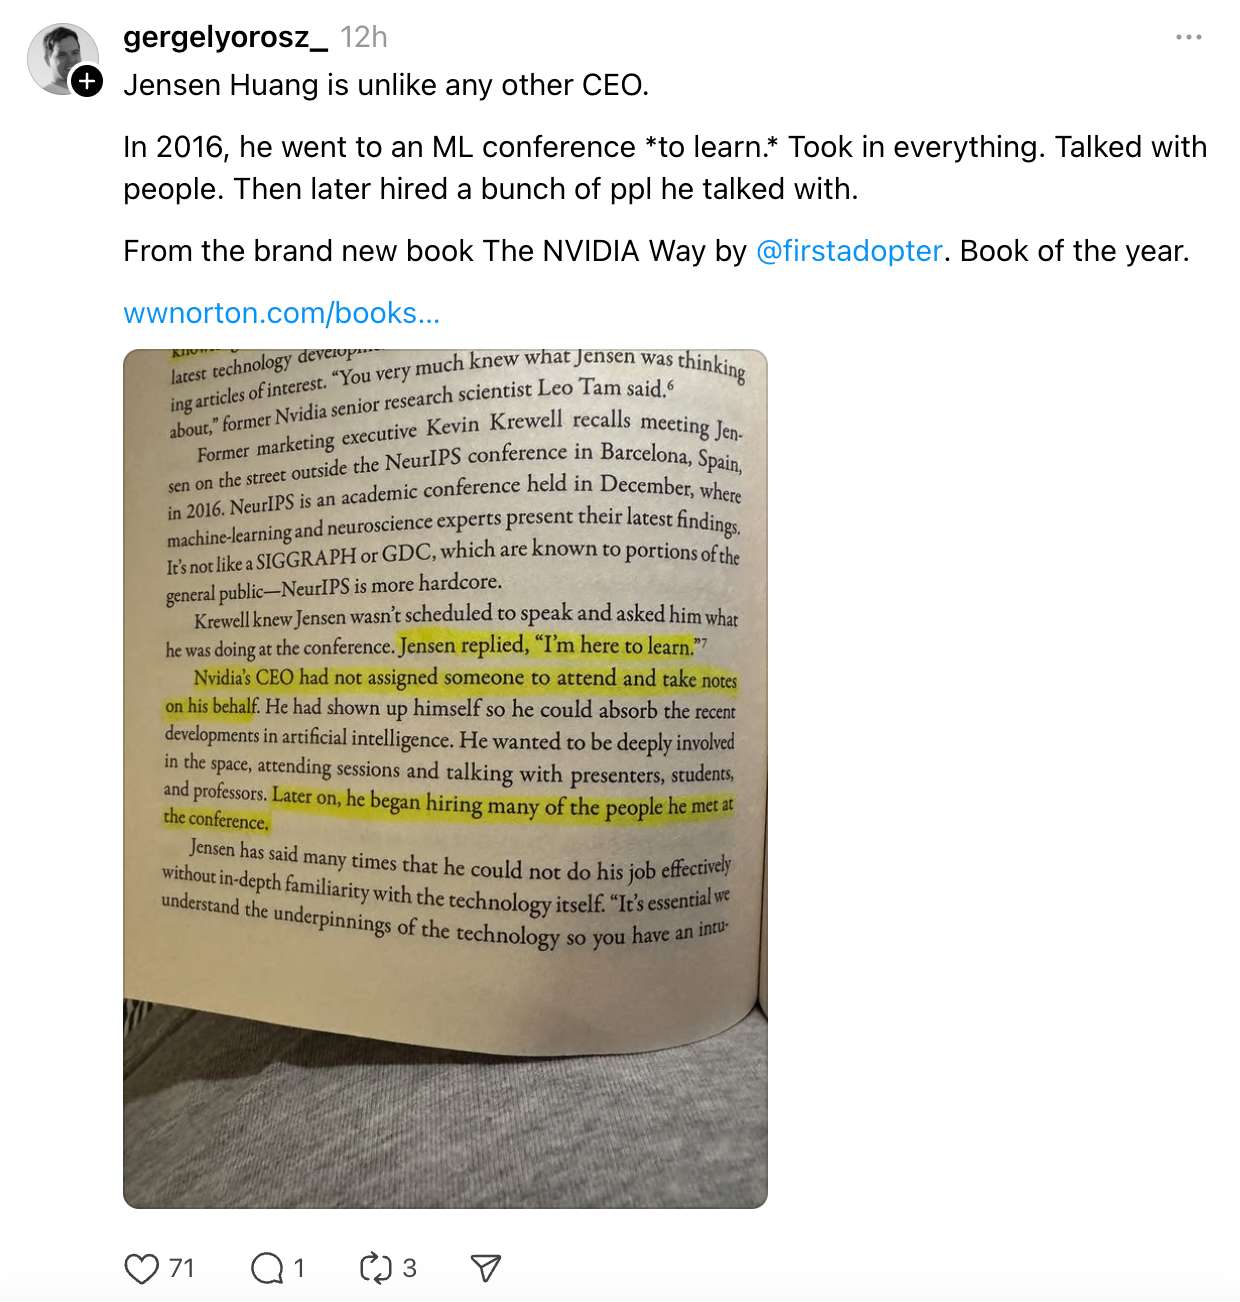 gergelyorosz_ 12h
Jensen Huang is unlike any other CEO.
In 2016, he went to an ML conference *to learn.* Took in everything. Talked with
people. Then later hired a bunch of ppl he talked with.
From the brand new book The NVIDIA Way by @firstadopter. Book of the year.
wwnorton.com/books...
latest technology
ing articles of interest. “You very much knew what Jensen was thinking
about,” former Nvidia senior research scientist Leo Tam said.6
Former marketing executive Kevin Krewell recalls meeting Jen-
sen on the street outside the NeurIPS conference in Barcelona, Spain,
in 2016. NeurIPS is an academic conference held in December, where
machine-learning and neuroscience experts present their latest findings.
It’s not like a SIGGRAPH or GDC, which are known to portions of the
general public—NeurIPS is more hardcore.
Krewell knew Jensen wasn’t scheduled to speak and asked him what
he was doing at the conference. Jensen replied, “I’m here to learn.”7
Nvidia’s CEO had not assigned someone to attend and take notes
on his behalf. He had shown up himself so he could absorb the recent
developments in artificial intelligence. He wanted to be deeply involved
in the space, attending sessions and talking with presenters, students,
and professors. Later on, he began hiring many of the people he met at
the conference.
Jensen has said many times that he could not do his job effectively
without in-depth familiarity with the technology itself. “It’s essential we
understand the underpinnings of the technology so you have an intu-
71 1 3